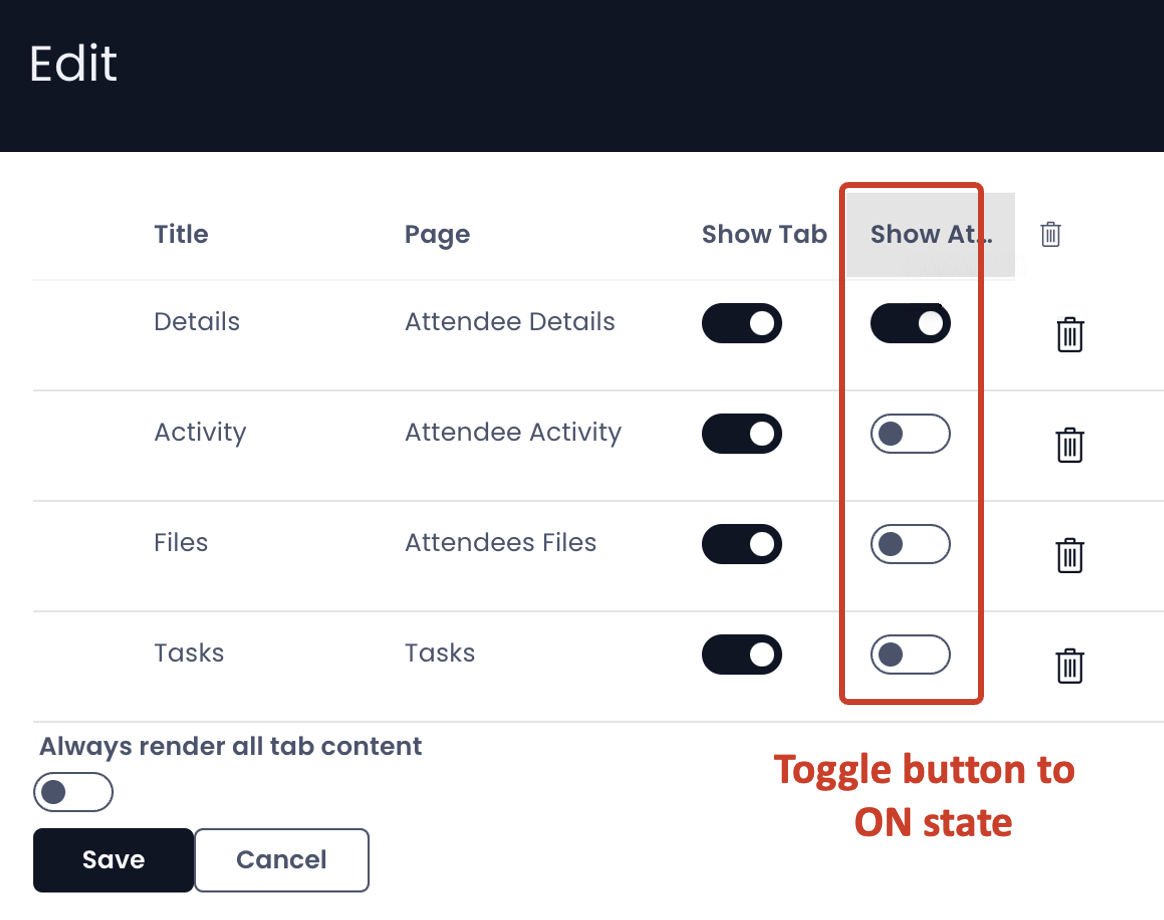 Edit
Title Page Show Tab Show At...
Details Attendee Details
Activity Attendee Activity
Files Attendees Files
Tasks Tasks
Always render all tab content
Toggle button to
ON state
Save Cancel